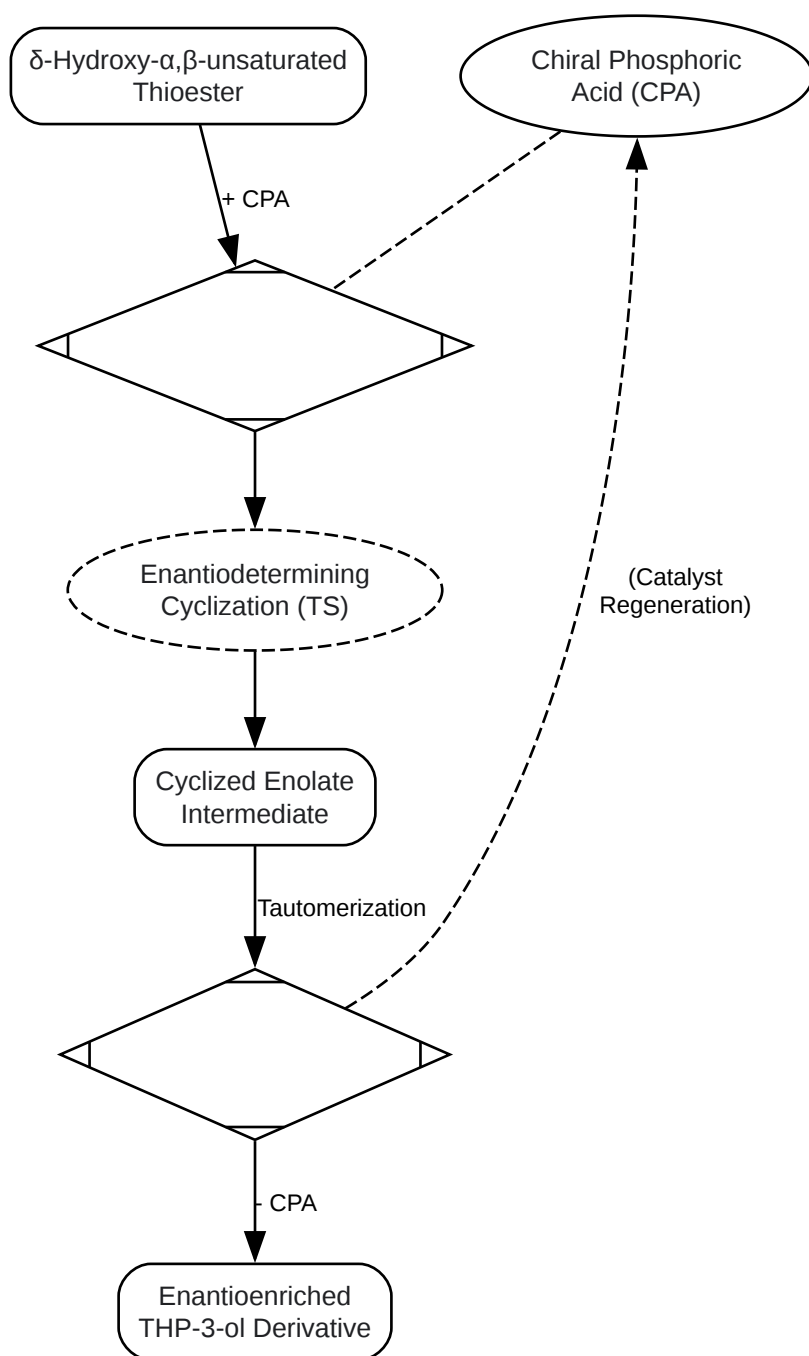 δ-Hydroxy-α,β-unsaturated
Thioester
Chiral Phosphoric
Acid (CPA)
+ CPA
Enantiodetermining
Cyclization (TS)
(Catalyst
Regeneration)
Cyclized Enolate
Intermediate
Tautomerization
- CPA
Enantioenriched
THP-3-ol Derivative